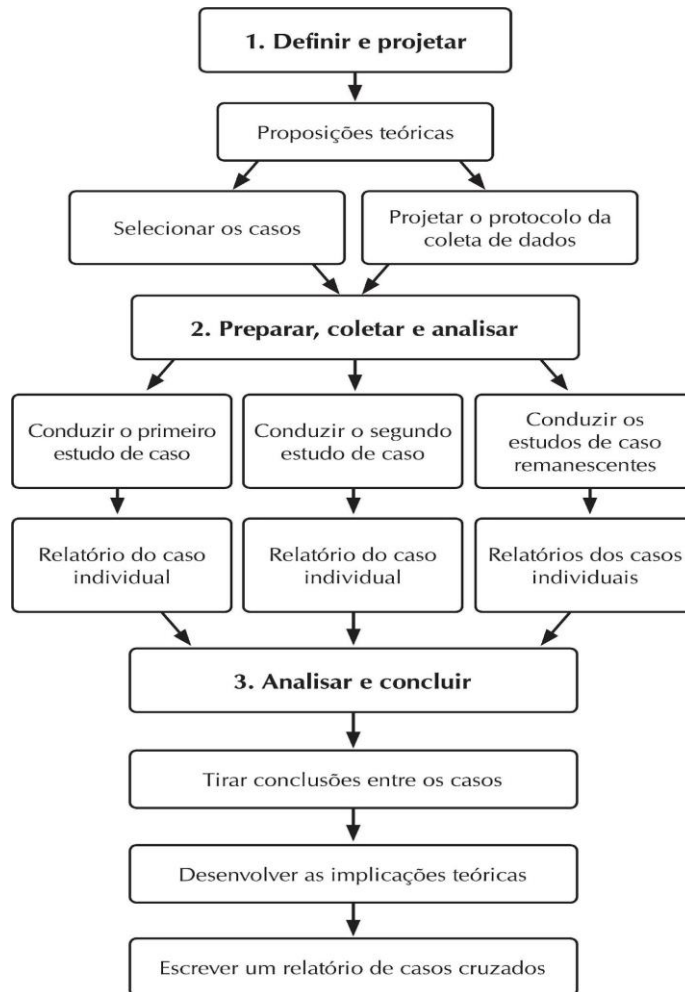 1. Definir e projetar
Proposições teóricas
Selecionar os casos
Projetar o protocolo da
coleta de dados
2. Preparar, coletar e analisar
Conduzir o primeiro
estudo de caso
Conduzir o segundo
estudo de caso
Conduzir os
estudos de caso
remanescentes
Relatório do caso
individual
Relatório do caso
individual
Relatórios dos casos
individuais
3. Analisar e concluir
Tirar conclusões entre os casos
Desenvolver as implicações teóricas
Escrever um relatório de casos cruzados